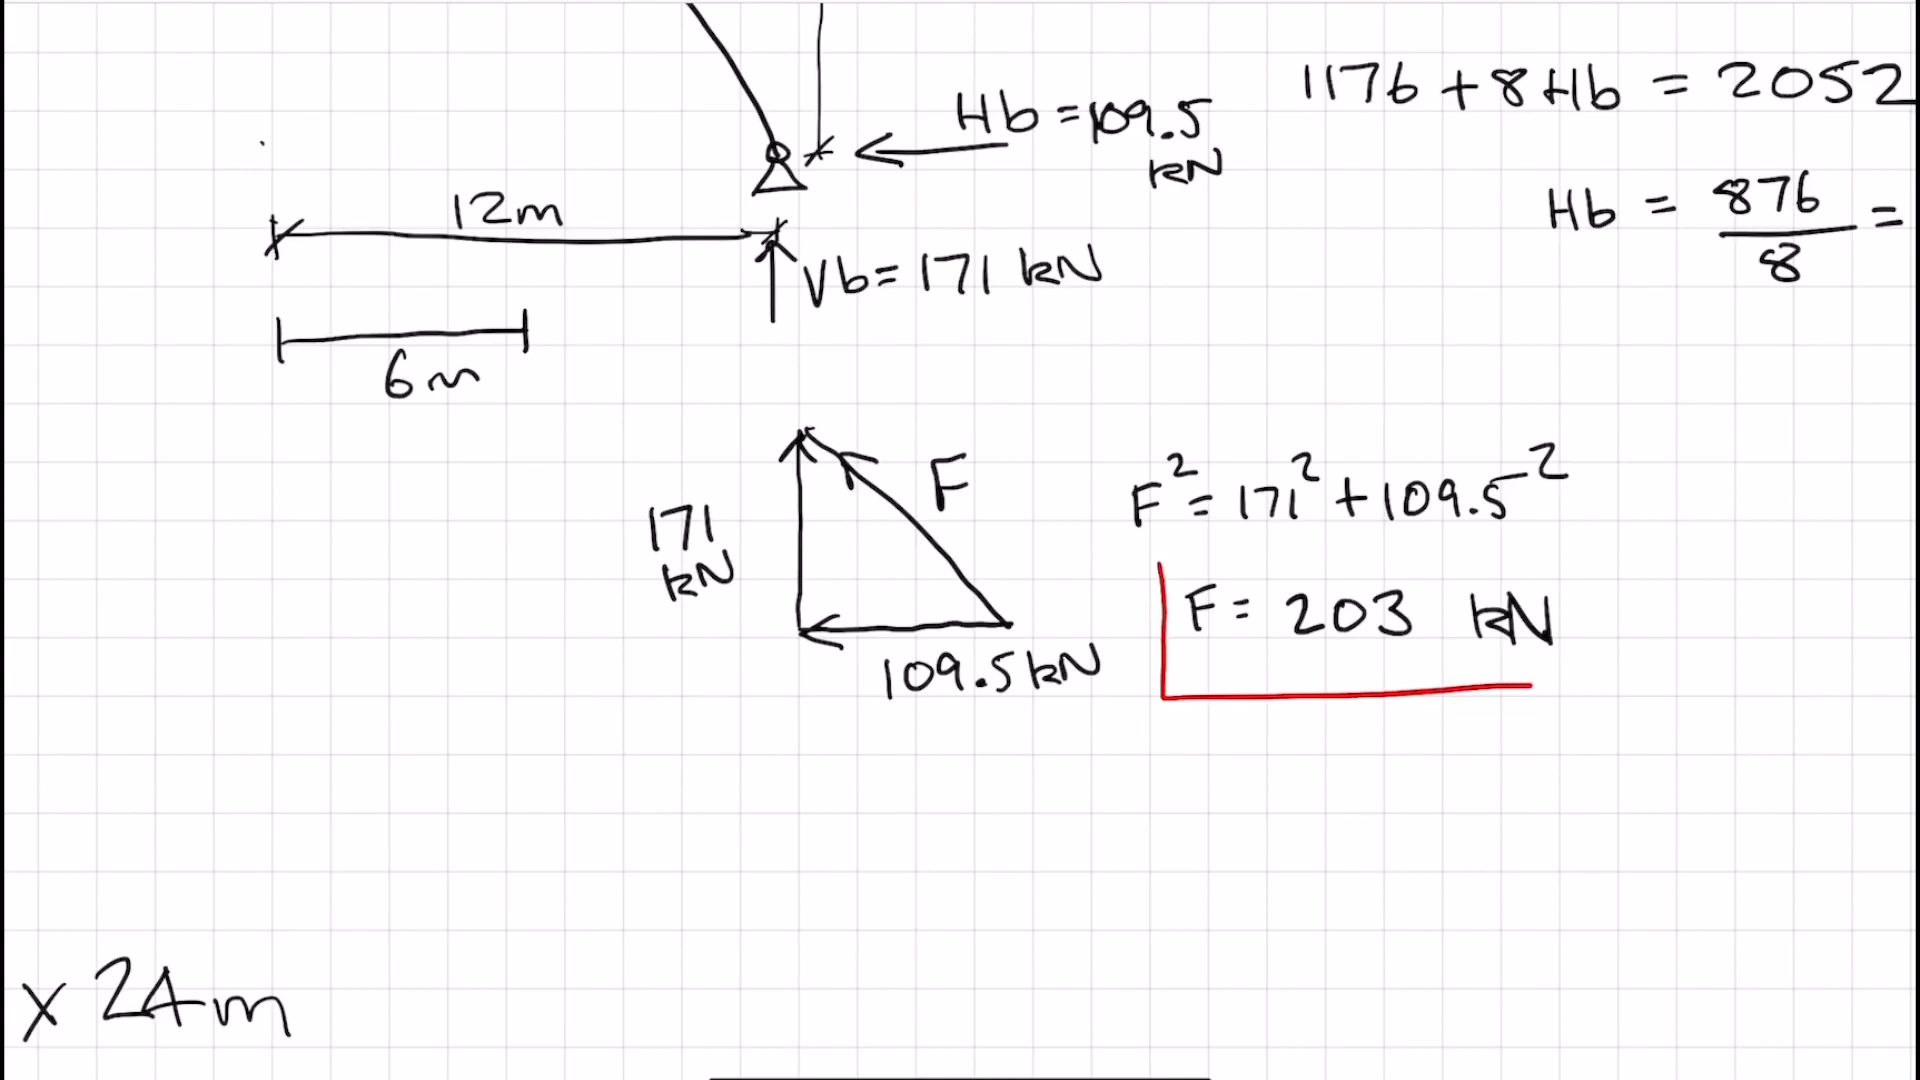 1176 + 8Hb = 2052
Hb = 109.5
kN
Hb = 876
8
=
12m
Vb = 171 kN
6m
F
171
kN
109.5 kN
F² = 171² + 109.5²
F = 203 kN
x 24m